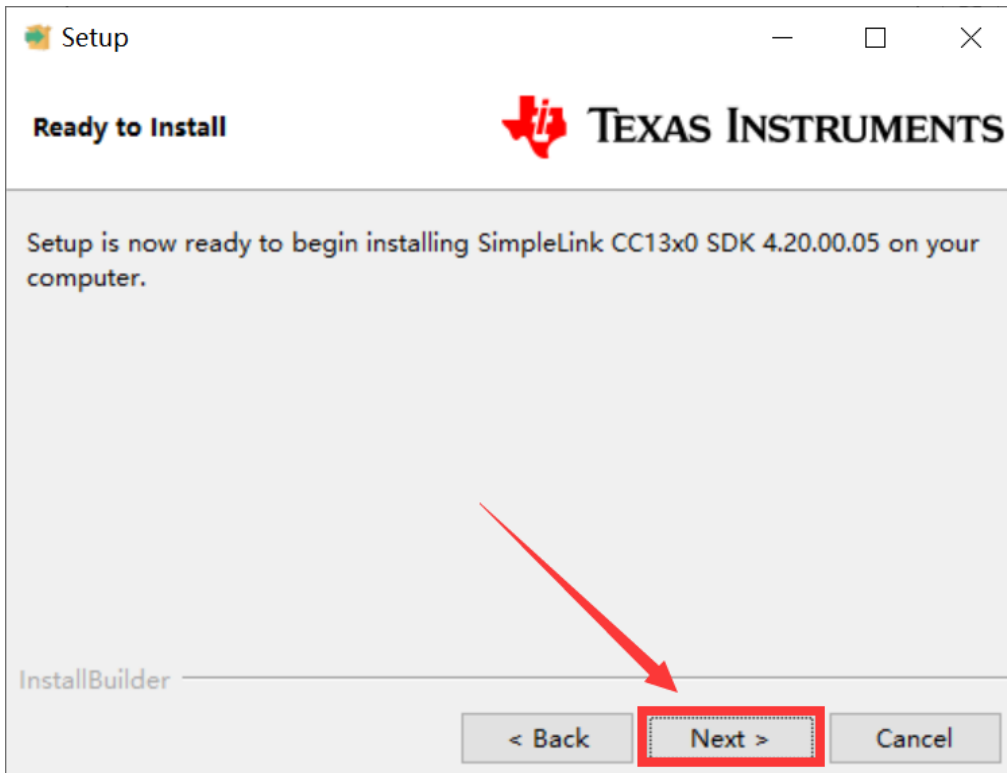 Setup
Ready to Install
TEXAS INSTRUMENTS
Setup is now ready to begin installing SimpleLink CC13x0 SDK 4.20.00.05 on your
computer.
InstallBuilder
< Back
Next >
Cancel